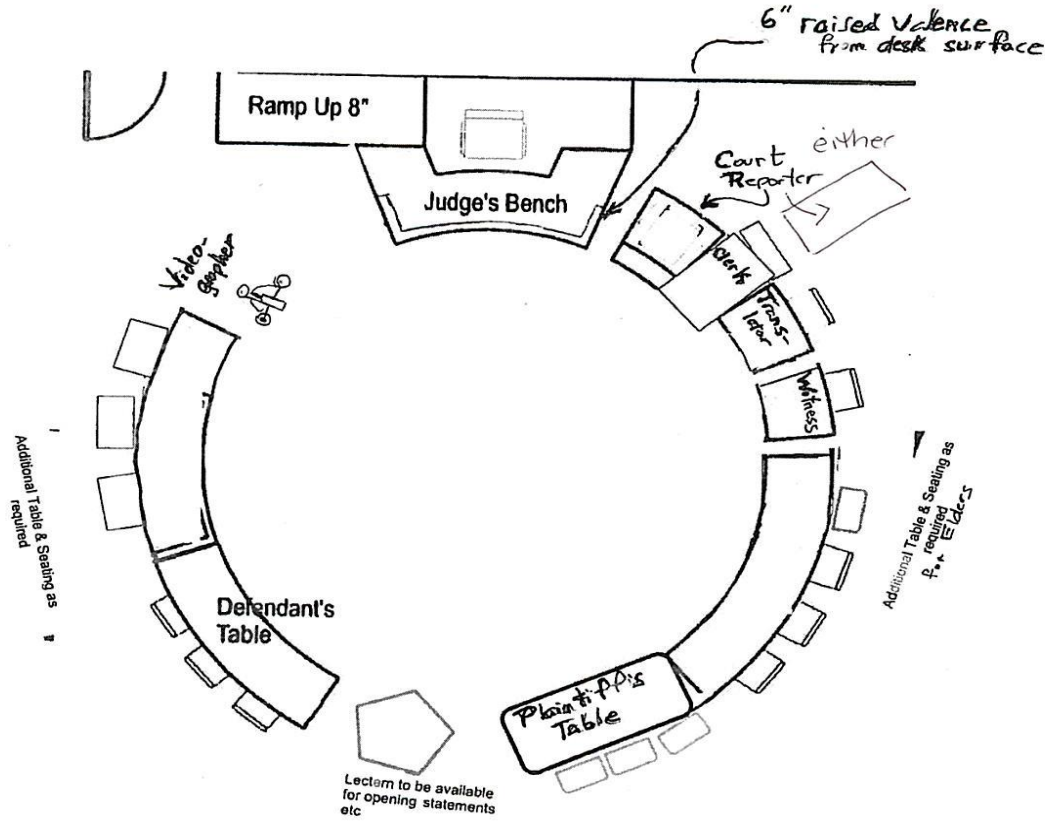 6" raised Valence
from desk surface
Ramp Up 8"
either
Court
Reporter
Judge's Bench
Video-
grapher
Clerk
Trans-
lator
Witness
Additional Table & Seating as
required
Additional Table & Seating as
required
for Elders
Defendant's
Table
Plaintiff's
Table
Lectern to be available
for opening statements
etc